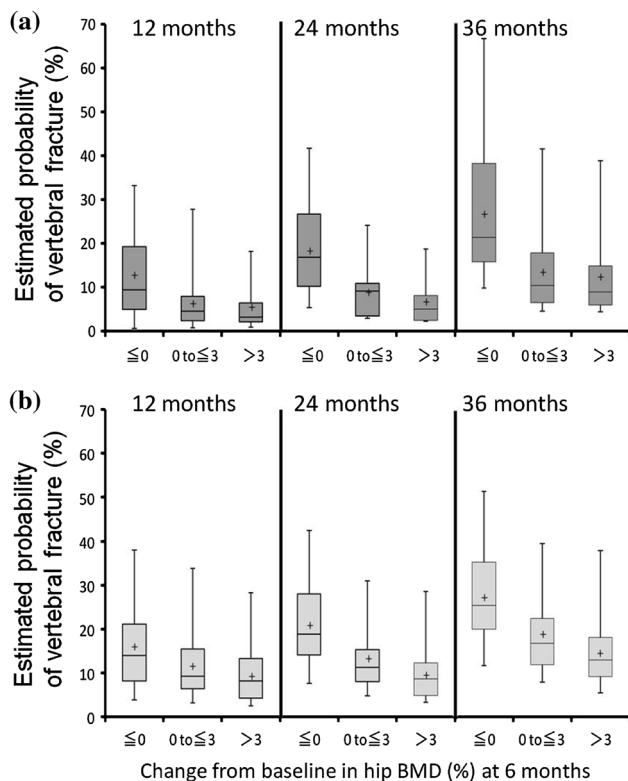 (a)
12 months 24 months 36 months
Estimated probability
of vertebral fracture (%)
70
60
50
40
30
20
10
0
≦0 0 to≦3 >3 ≦0 0 to≦3 >3 ≦0 0 to≦3 >3
(b)
12 months 24 months 36 months
Estimated probability
of vertebral fracture (%)
70
60
50
40
30
20
10
0
≦0 0 to≦3 >3 ≦0 0 to≦3 >3 ≦0 0 to≦3 >3
Change from baseline in hip BMD (%) at 6 months